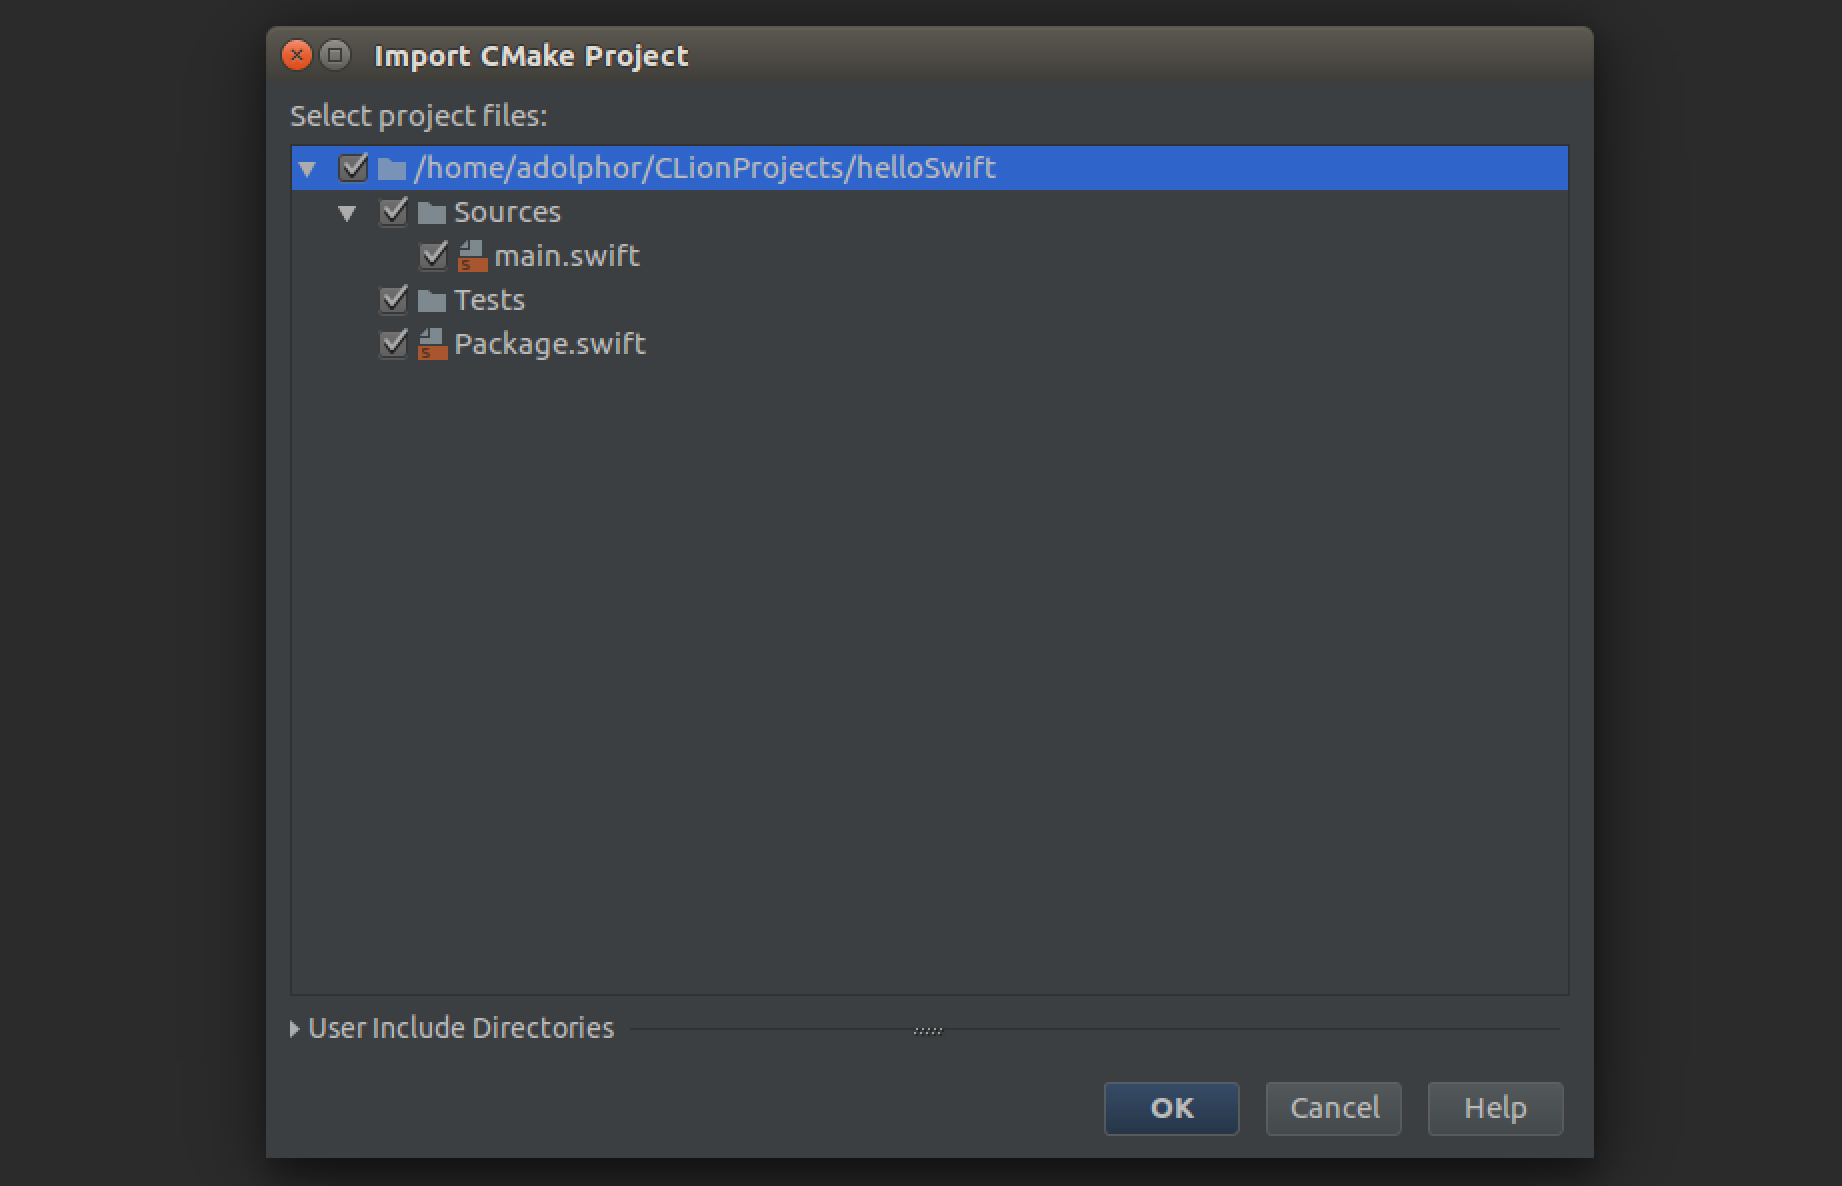 Import CMake Project
Select project files:
/home/adolphor/CLionProjects/helloSwift
Sources
S main.swift
Tests
S Package.swift
User Include Directories
OK Cancel Help